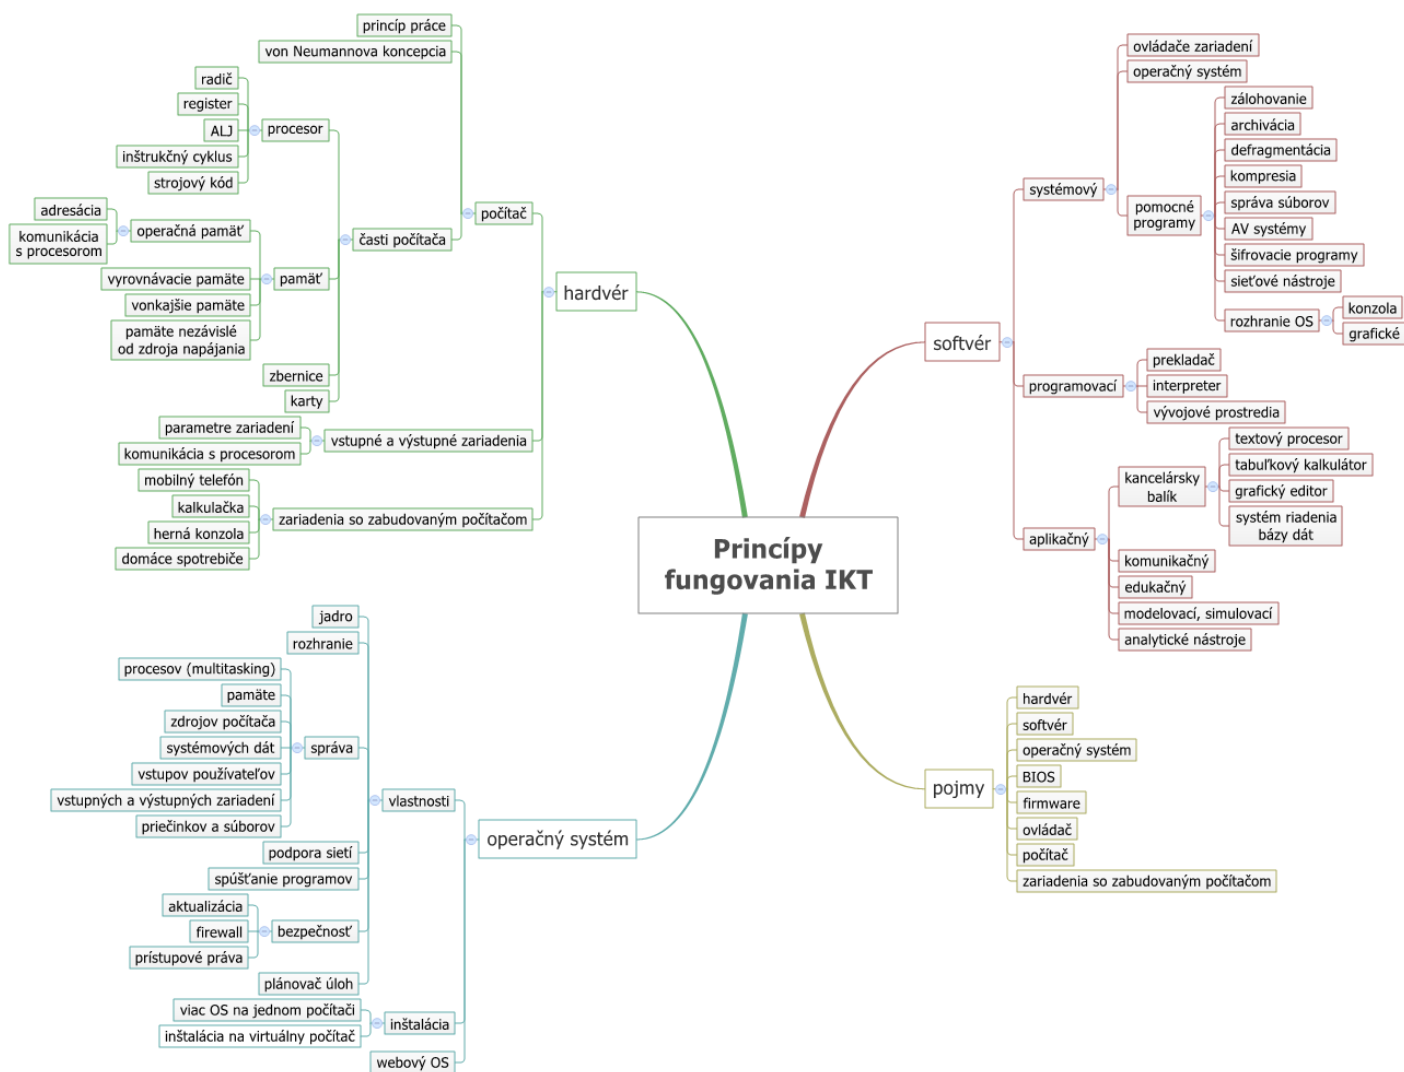 Princípy
fungovania IKT
hardvér
počítač
princíp práce
von Neumannova koncepcia
časti počítača
procesor
radič
register
ALJ
inštrukčný cyklus
strojový kód
pamäť
operačná pamäť
adresácia
komunikácia
s procesorom
vyrovnávacie pamäte
vonkajšie pamäte
pamäte nezávislé
od zdroja napájania
zbernice
karty
vstupné a výstupné zariadenia
parametre zariadení
komunikácia s procesorom
zariadenia so zabudovaným počítačom
mobilný telefón
kalkulačka
herná konzola
domáce spotrebiče
softvér
systémový
ovládače zariadení
operačný systém
pomocné
programy
zálohovanie
archivácia
defragmentácia
kompresia
správa súborov
AV systémy
šifrovacie programy
sieťové nástroje
rozhranie OS
konzola
grafické
programovací
prekladač
interpreter
vývojové prostredia
aplikačný
kancelársky
balík
textový procesor
tabuľkový kalkulátor
grafický editor
systém riadenia
bázy dát
komunikačný
edukačný
modelovací, simulovací
analytické nástroje
operačný systém
vlastnosti
jadro
rozhranie
správa
procesov (multitasking)
pamäte
zdrojov počítača
systémových dát
vstupov používateľov
vstupných a výstupných zariadení
priečinkov a súborov
podpora sietí
spúšťanie programov
bezpečnosť
aktualizácia
firewall
prístupové práva
plánovač úloh
inštalácia
viac OS na jednom počítači
inštalácia na virtuálny počítač
webový OS
pojmy
hardvér
softvér
operačný systém
BIOS
firmware
ovládač
počítač
zariadenia so zabudovaným počítačom